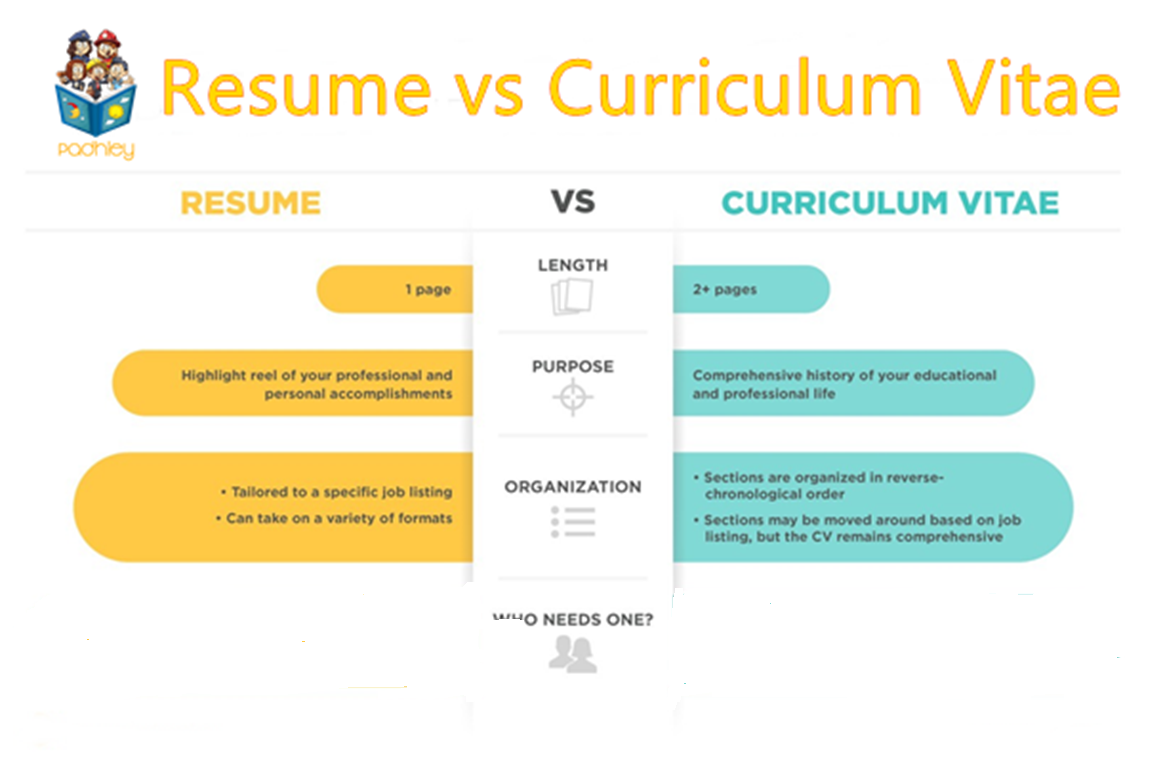 Resume vs Curriculum Vitae
Padhley
RESUME VS CURRICULUM VITAE
LENGTH
1 page
2+ pages
PURPOSE
Highlight reel of your professional and
personal accomplishments
Comprehensive history of your educational
and professional life
ORGANIZATION
• Tailored to a specific job listing
• Can take on a variety of formats
• Sections are organized in reverse-
chronological order
• Sections may be moved around based on job
listing, but the CV remains comprehensive
WHO NEEDS ONE?